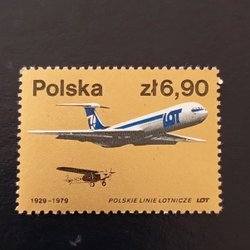 Polska zł6,90
LOT
1929-1979 POLSKIE LINIE LOTNICZE LOT